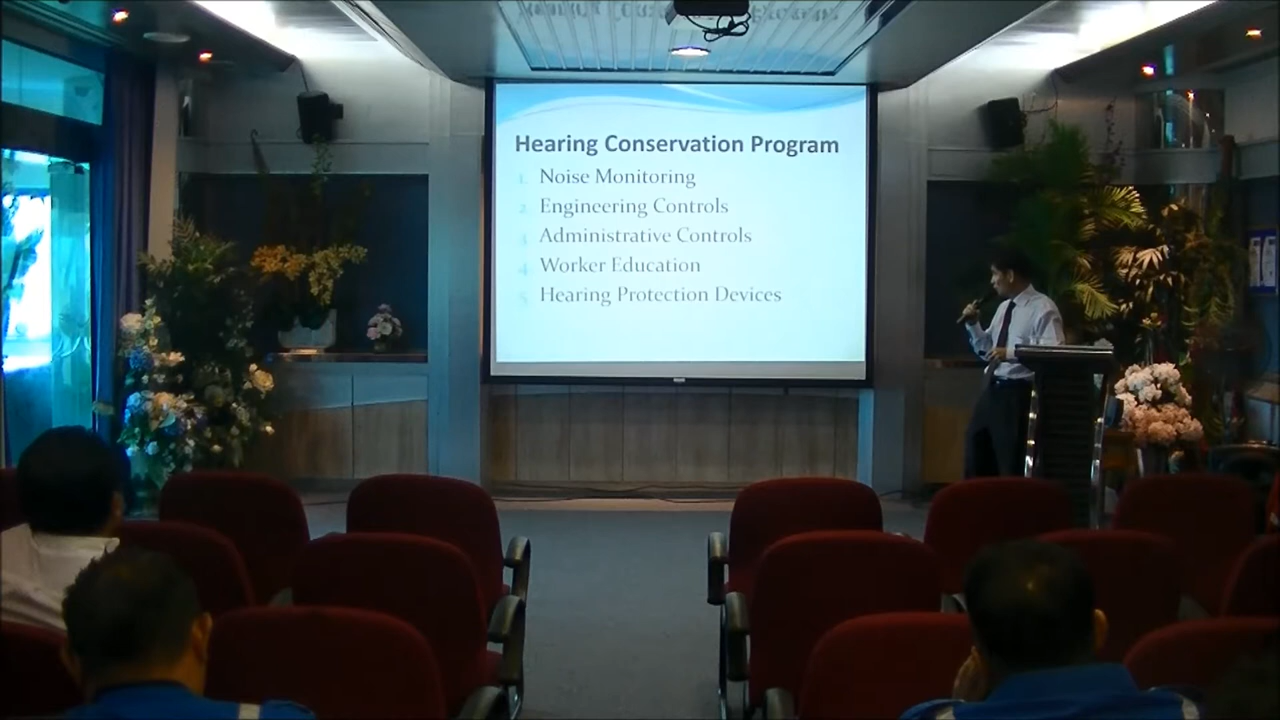 Hearing Conservation Program
1. Noise Monitoring
2. Engineering Controls
3. Administrative Controls
4. Worker Education
5. Hearing Protection Devices